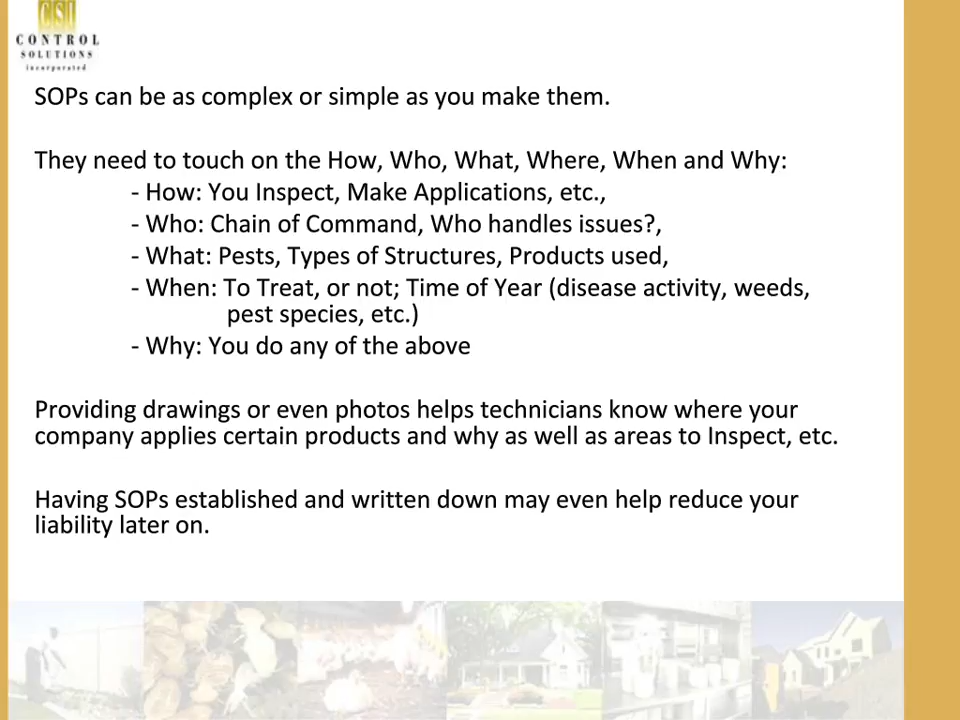 CSI
CONTROL
SOLUTIONS
incorporated
SOPs can be as complex or simple as you make them.
They need to touch on the How, Who, What, Where, When and Why:
- How: You Inspect, Make Applications, etc.,
- Who: Chain of Command, Who handles issues?,
- What: Pests, Types of Structures, Products used,
- When: To Treat, or not; Time of Year (disease activity, weeds,
pest species, etc.)
- Why: You do any of the above
Providing drawings or even photos helps technicians know where your
company applies certain products and why as well as areas to Inspect, etc.
Having SOPs established and written down may even help reduce your
liability later on.